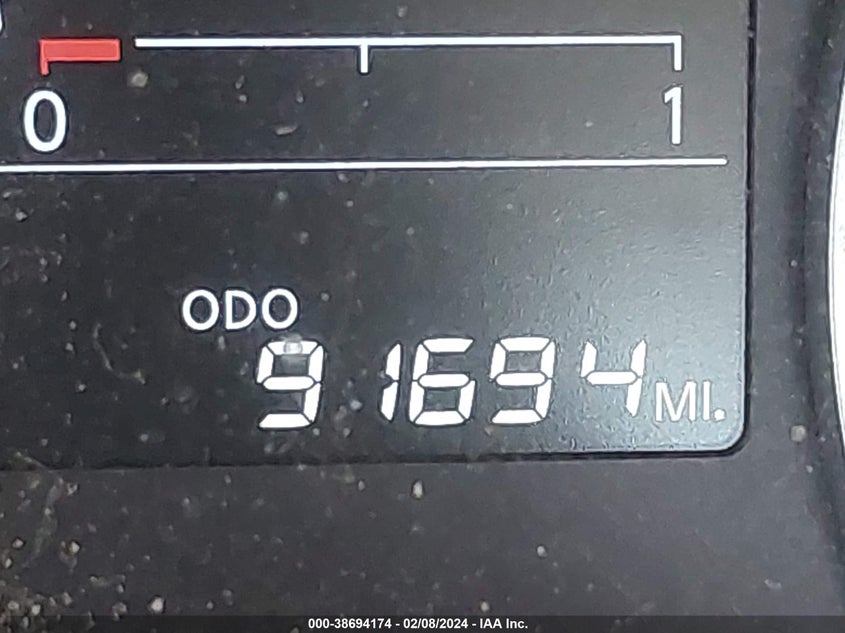 0 1
ODO
91694 MI.
000-38694174 - 02/08/2024 - IAA Inc.